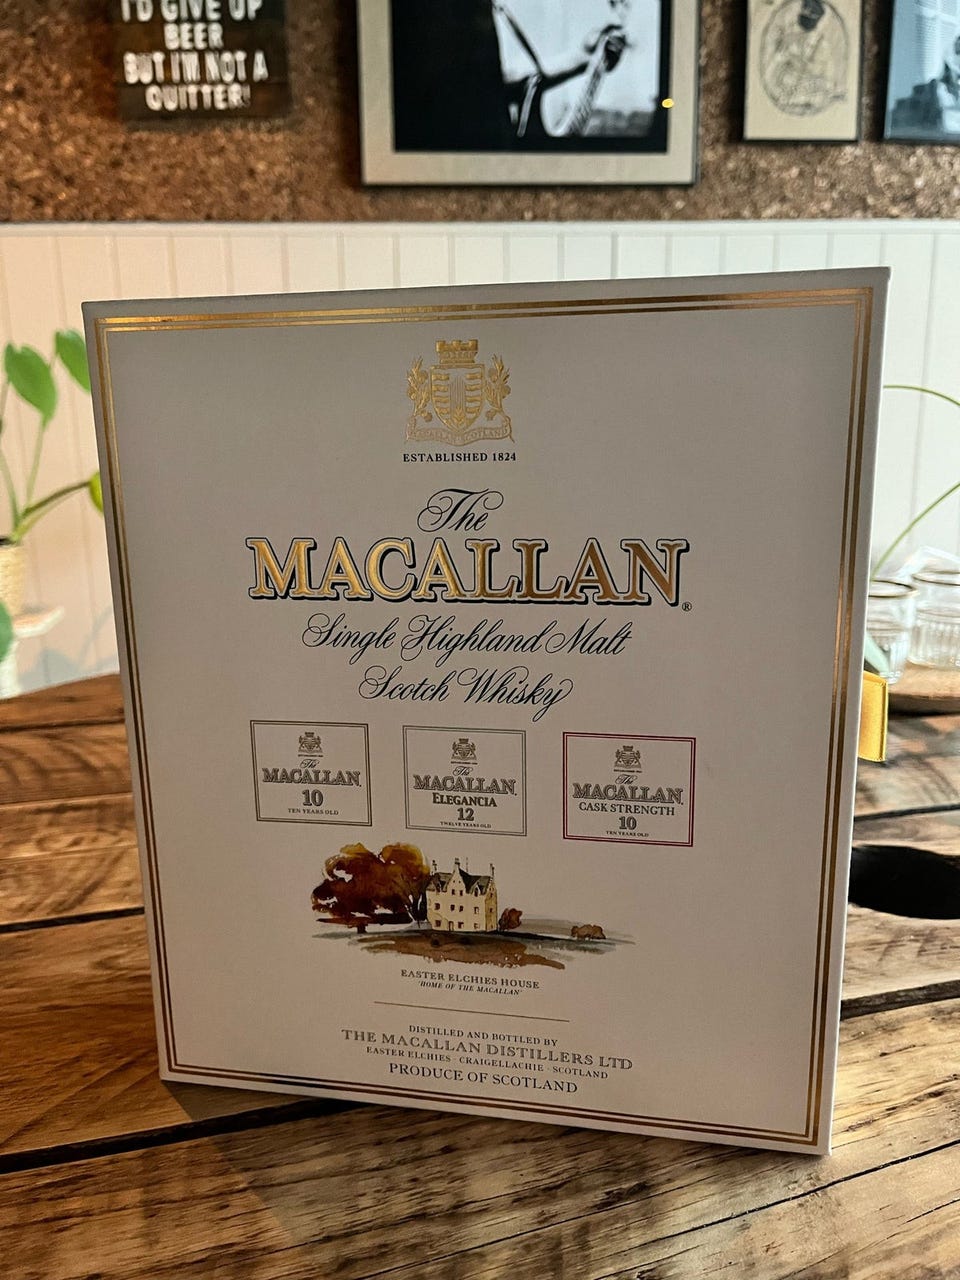 I'D GIVE UP
BEER
BUT I'M NOT A
QUITTER!
MACALLAN SCOTLAND
ESTABLISHED 1824
The
MACALLAN®
Single Highland Malt
Scotch Whisky
The
MACALLAN
10
TEN YEARS OLD
The
MACALLAN
ELEGANCIA
12
TWELVE YEARS OLD
The
MACALLAN
CASK STRENGTH
10
TEN YEARS OLD
EASTER ELCHIES HOUSE
"HOME OF THE MACALLAN"
DISTILLED AND BOTTLED BY
THE MACALLAN DISTILLERS LTD
EASTER ELCHIES · CRAIGELLACHIE · SCOTLAND
PRODUCE OF SCOTLAND